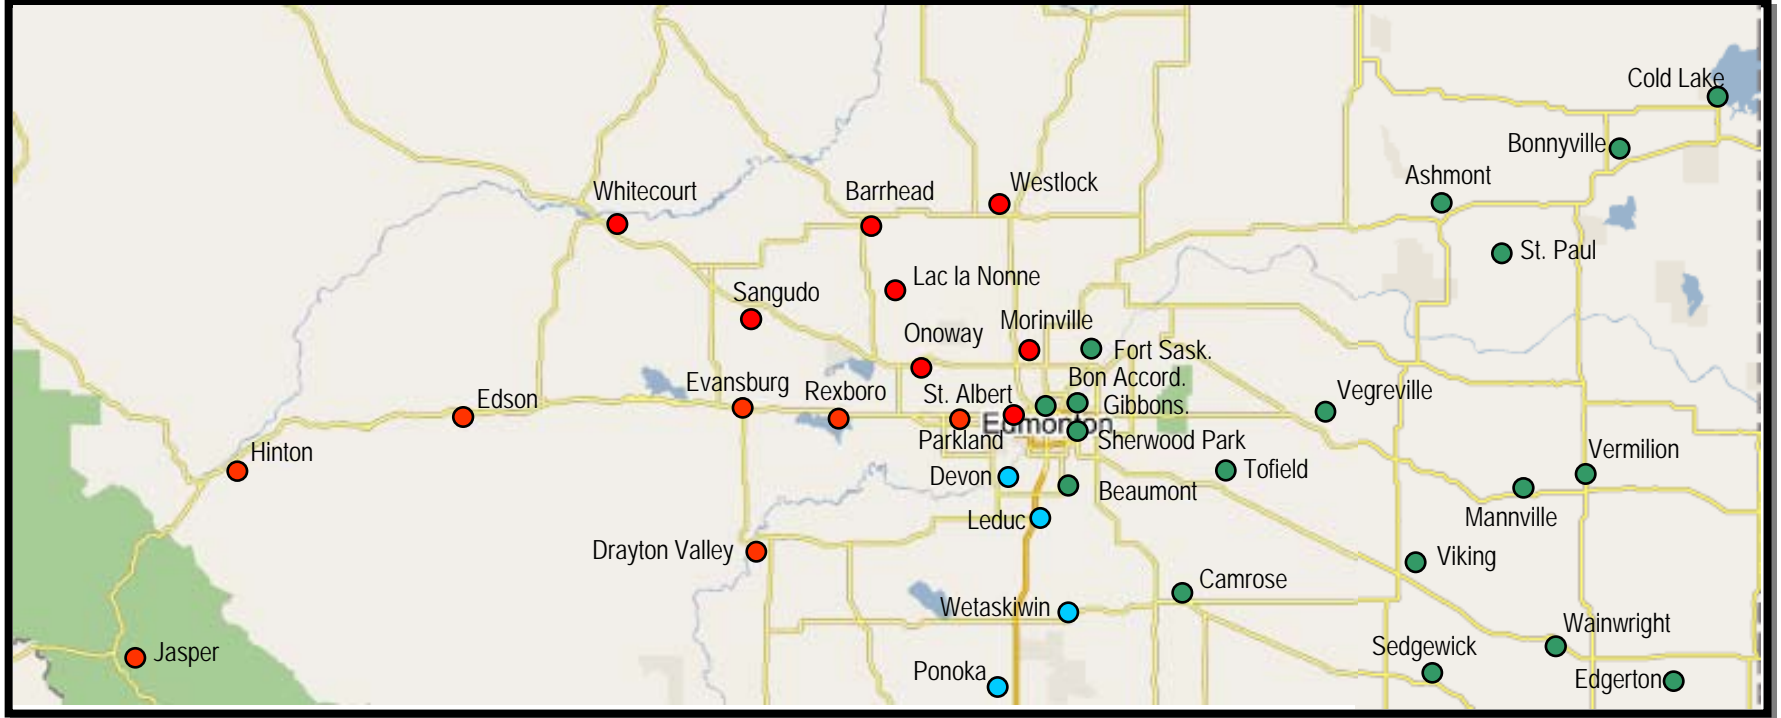 Cold Lake
Bonnyville
Ashmont
Westlock
Whitecourt
Barrhead
St. Paul
Lac la Nonne
Sangudo
Morinville
Onoway
Fort Sask.
Bon Accord.
Evansburg
Rexboro
St. Albert
Gibbons.
Vegreville
Edson
Edmonton
Parkland
Sherwood Park
Hinton
Vermilion
Devon
Tofield
Beaumont
Mannville
Leduc
Drayton Valley
Viking
Camrose
Wetaskiwin
Wainwright
Sedgewick
Jasper
Ponoka
Edgerton